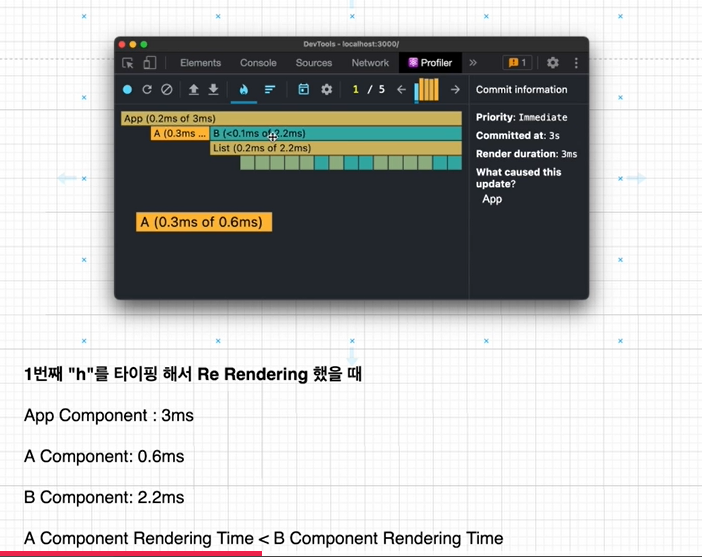 DevTools - localhost:3000/
Elements Console Sources Network Profiler » 1
1 / 5
Commit information
App (0.2ms of 3ms)
A (0.3ms ... B (<0.1ms of 2.2ms)
List (0.2ms of 2.2ms)
A (0.3ms of 0.6ms)
Priority: Immediate
Committed at: 3s
Render duration: 3ms
What caused this
update?
App
1번째 "h"를 타이핑 해서 Re Rendering 했을 때
App Component : 3ms
A Component: 0.6ms
B Component: 2.2ms
A Component Rendering Time < B Component Rendering Time